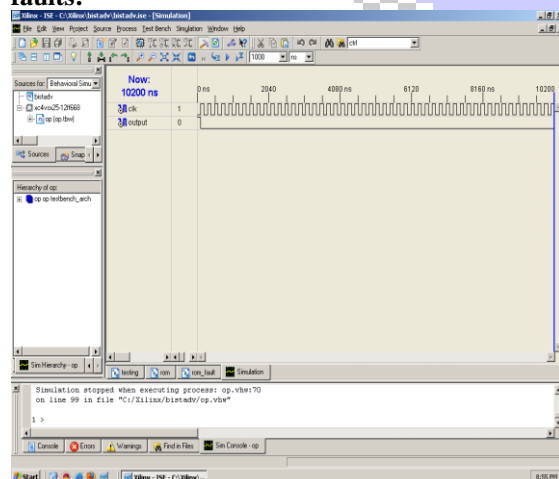 faults.
Xilinx - ISE - C:\Xilinx\bistadv\bistadv.ise - [Simulation]
File Edit View Project Source Process Test Bench Simulation Window Help
ctrl
1000 ns
Sources for: Behavioral Simu
bistadv
xc4vsx25-12ff668
op (op.tbw)
Sources Snap
Hierarchy of op:
op op testbench_arch
Sim Hierarchy - op
Now:
10200 ns
0 ns 2040 4080 ns 6120 8160 ns 10200
clk 1
output 0
testing rom rom_fault Simulation
Simulation stopped when executing process: op.vhw:70
on line 99 in file "C:/Xilinx/bistadv/op.vhw"
1 >
Console Errors Warnings Find in Files Sim Console - op
Start Xilinx - ISE - C:\Xilinx\... 8:55 PM